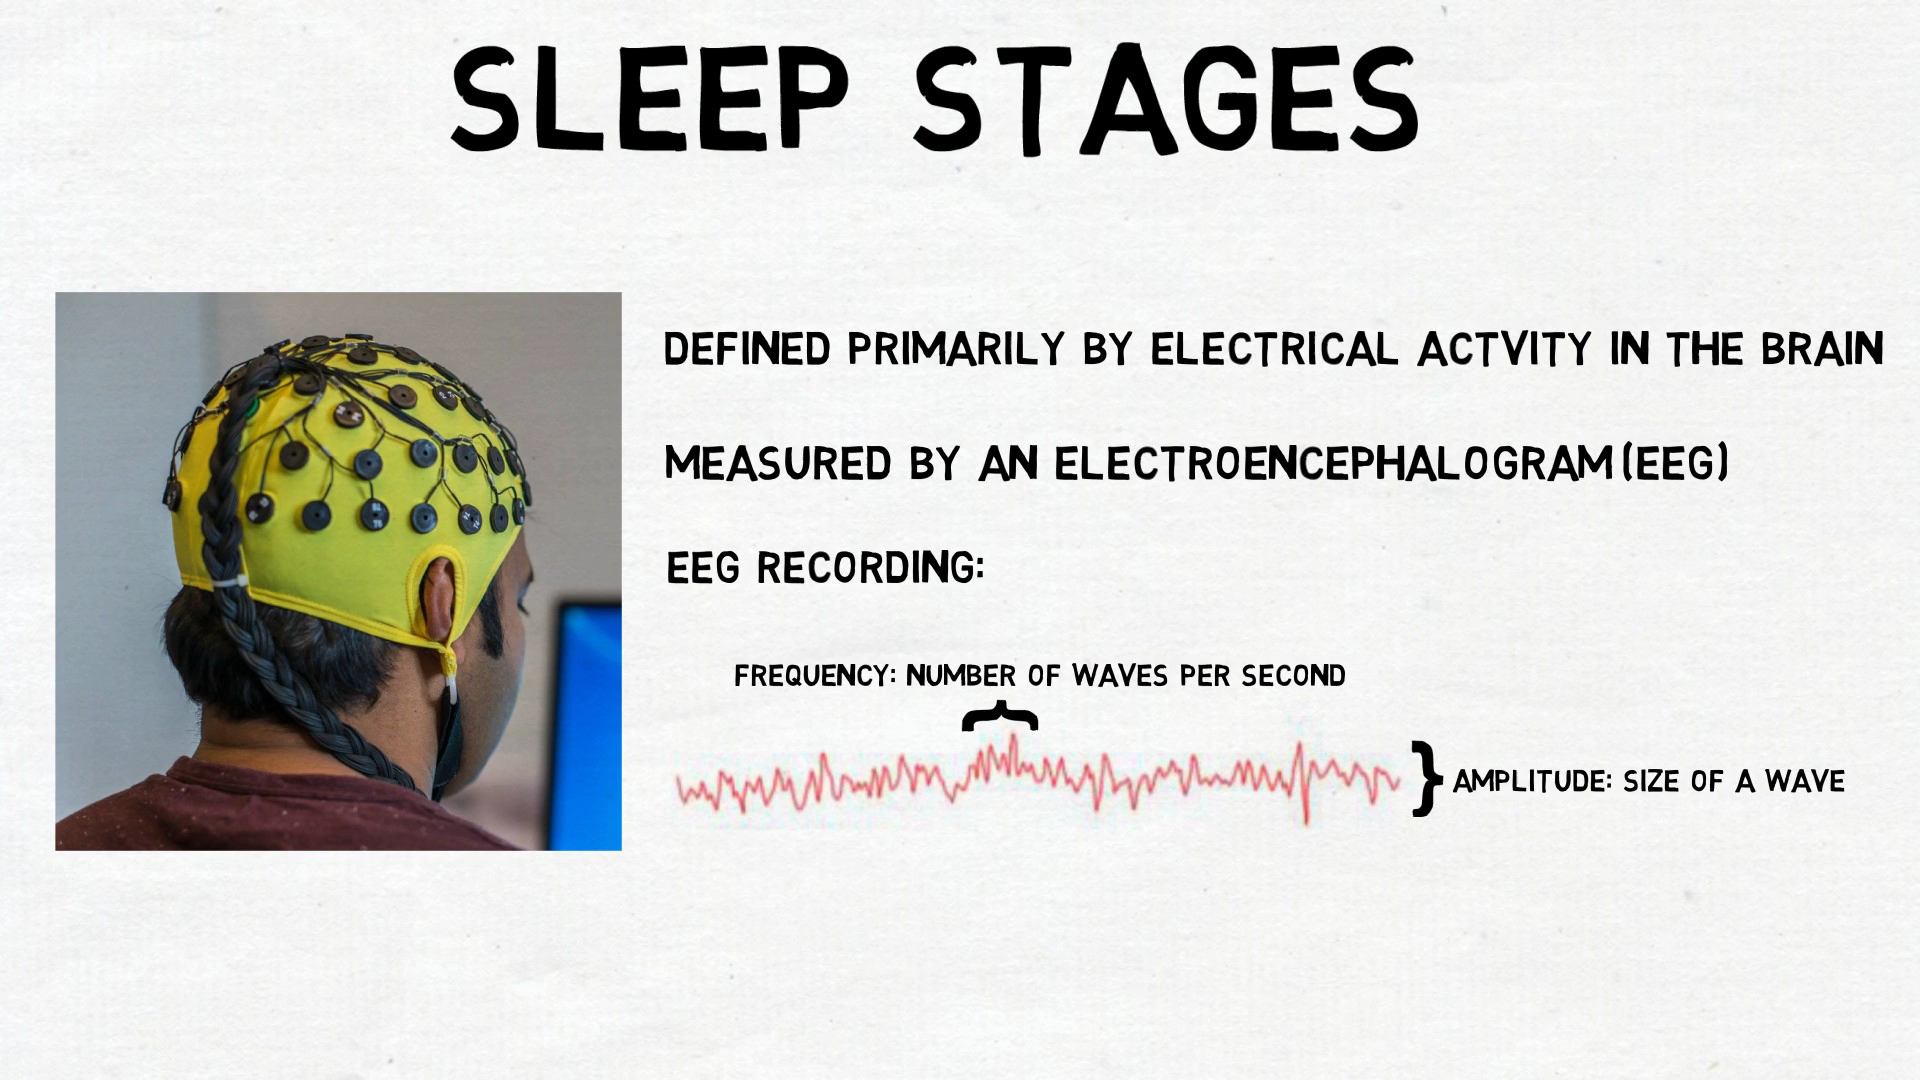 SLEEP STAGES
DEFINED PRIMARILY BY ELECTRICAL ACTVITY IN THE BRAIN
MEASURED BY AN ELECTROENCEPHALOGRAM(EEG)
EEG RECORDING:
FREQUENCY: NUMBER OF WAVES PER SECOND
AMPLITUDE: SIZE OF A WAVE